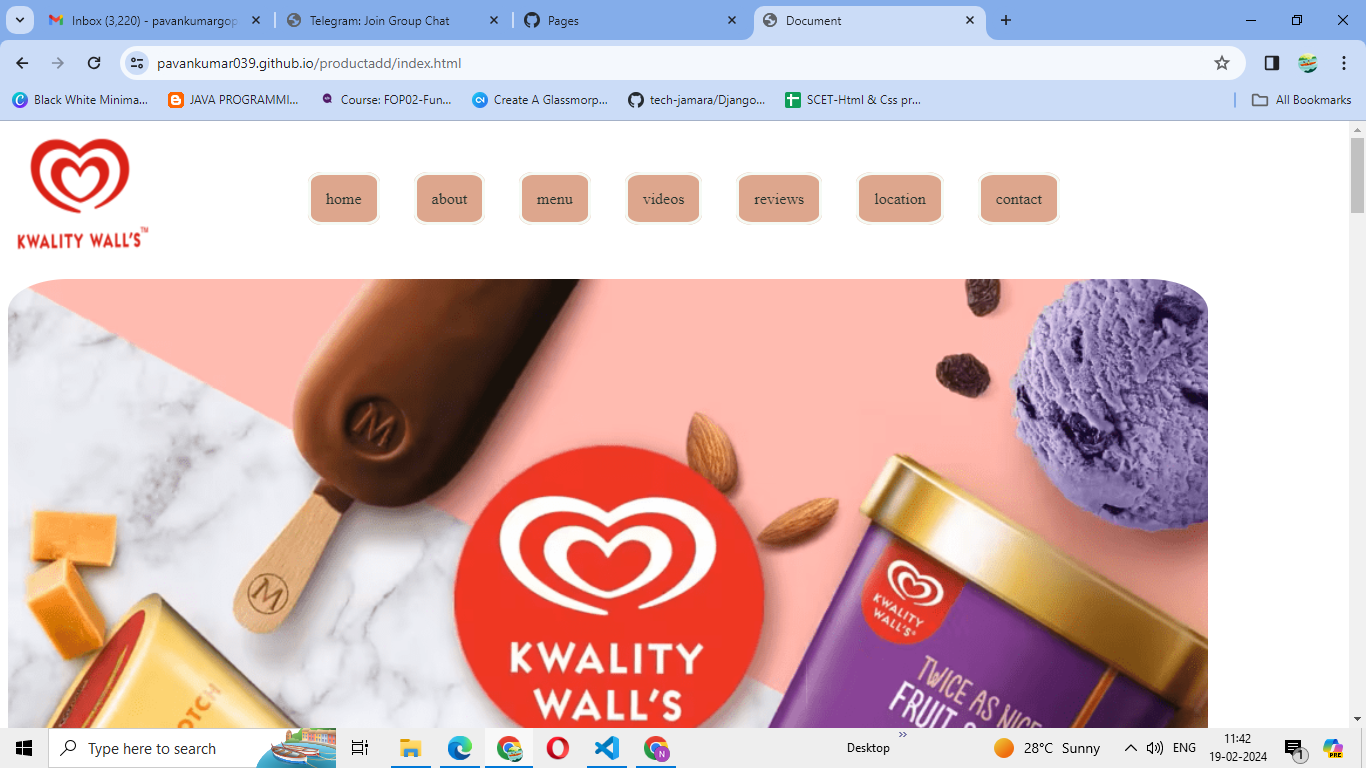 Inbox (3,220) - pavankumargop
Telegram: Join Group Chat
Pages
Document
pavankumar039.github.io/productadd/index.html
Black White Minima...
JAVA PROGRAMMI...
Course: FOP02-Fun...
Create A Glassmorp...
tech-jamara/Django...
SCET-Html & Css pr...
All Bookmarks
KWALITY WALL'S™
home
about
menu
videos
reviews
location
contact
M
M
KWALITY
WALL'S
KWALITY
WALL'S®
TWICE AS NICE
FRUIT
OTCH
Type here to search
Desktop
28°C Sunny
ENG
11:42
19-02-2024
1
N
PRE